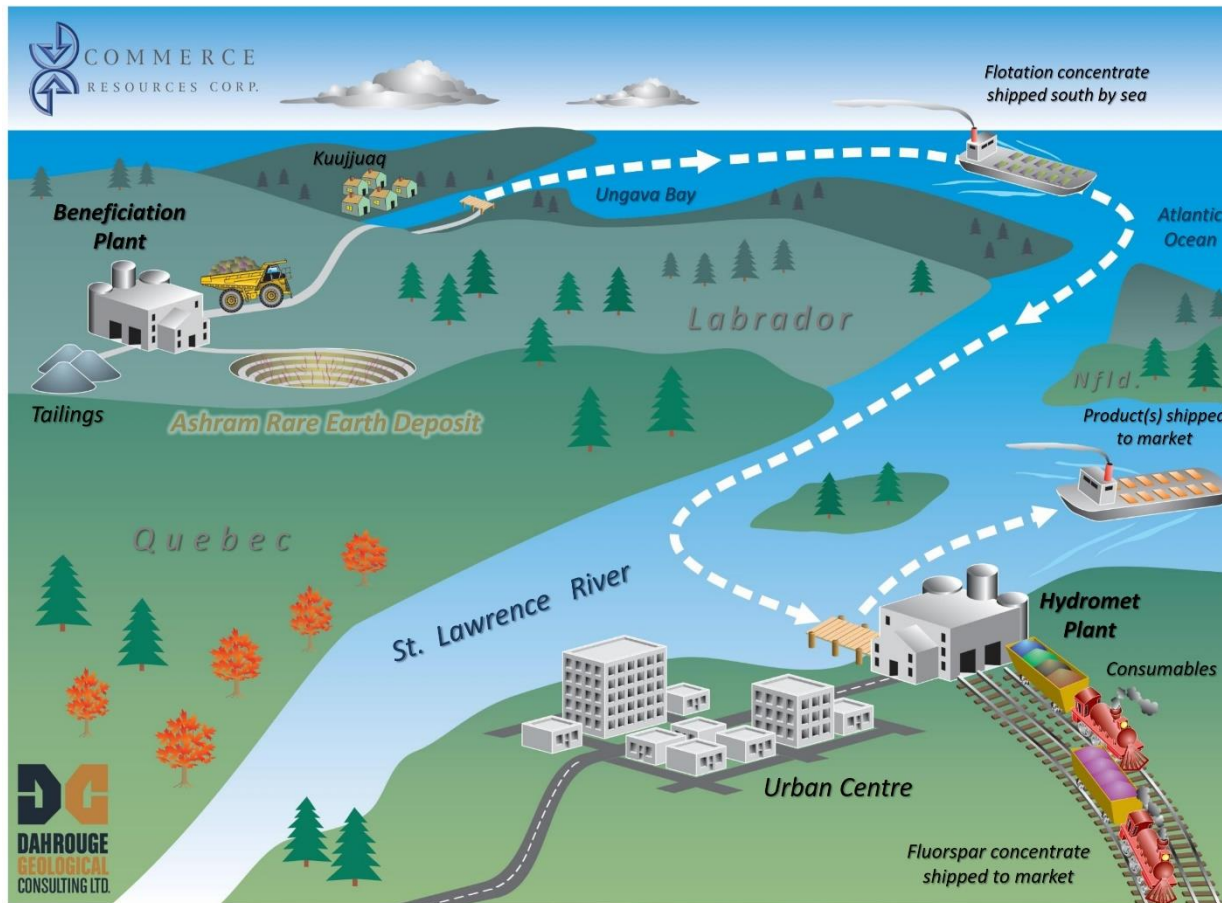 COMMERCE
RESOURCES CORP.
Flotation concentrate
shipped south by sea
Kuujjuaq
Ungava Bay
Beneficiation
Plant
Atlantic
Ocean
Labrador
Tailings
Ashram Rare Earth Deposit
Nfld.
Product(s) shipped
to market
Quebec
St. Lawrence River
Hydromet
Plant
Consumables
Urban Centre
Fluorspar concentrate
shipped to market
DAHROUGE
GEOLOGICAL
CONSULTING LTD.